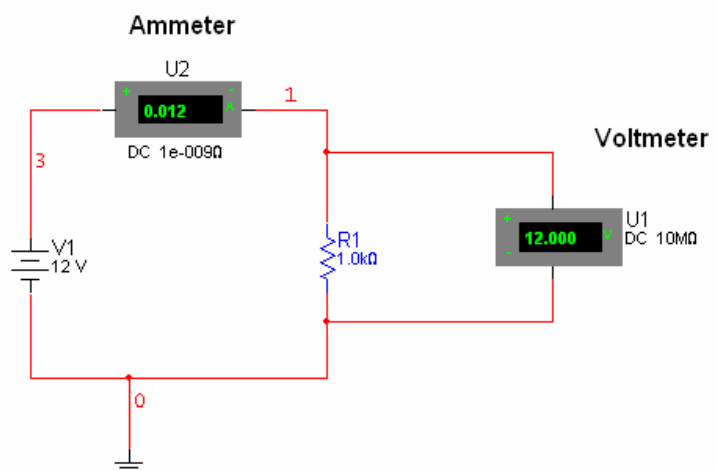 Ammeter
U2
+ -
0.012 A
DC 1e-009Ω
1
3
V1
12 V
R1
1.0kΩ
0
Voltmeter
+
12.000 V
-
U1
DC 10MΩ